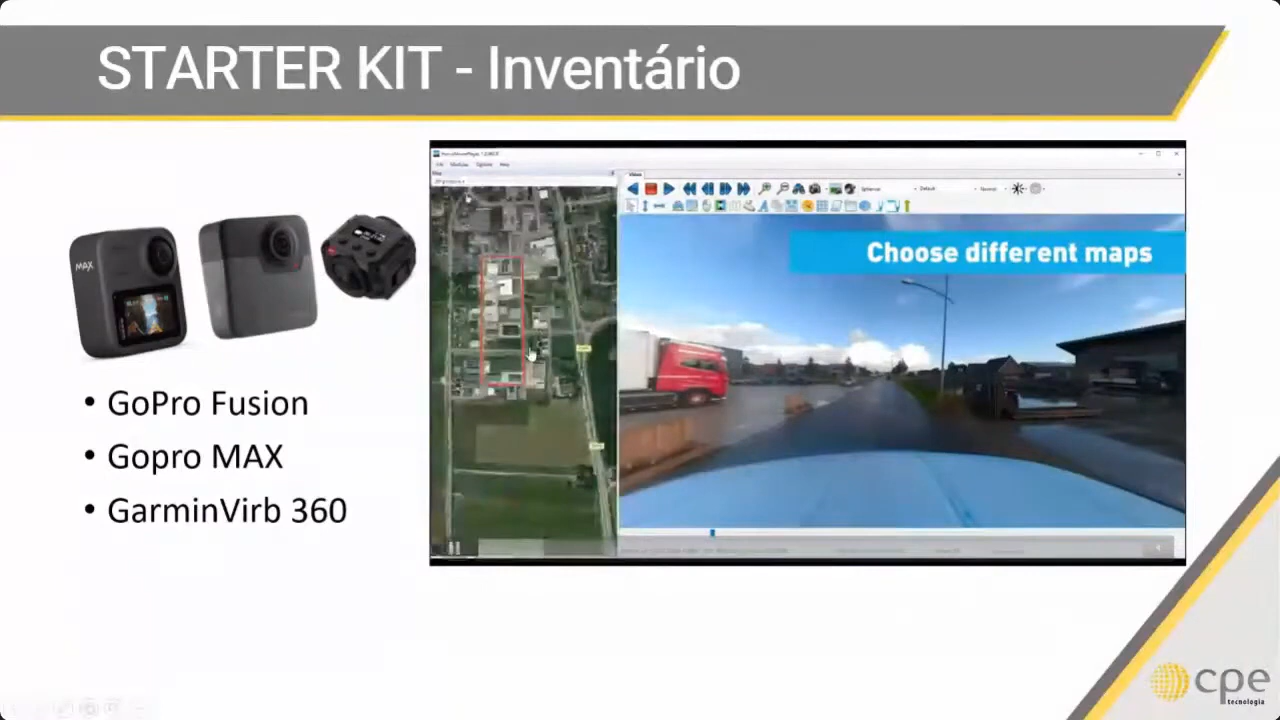 STARTER KIT - Inventário
MAX
• GoPro Fusion
• Gopro MAX
• GarminVirb 360
Choose different maps
cpe
tecnologia